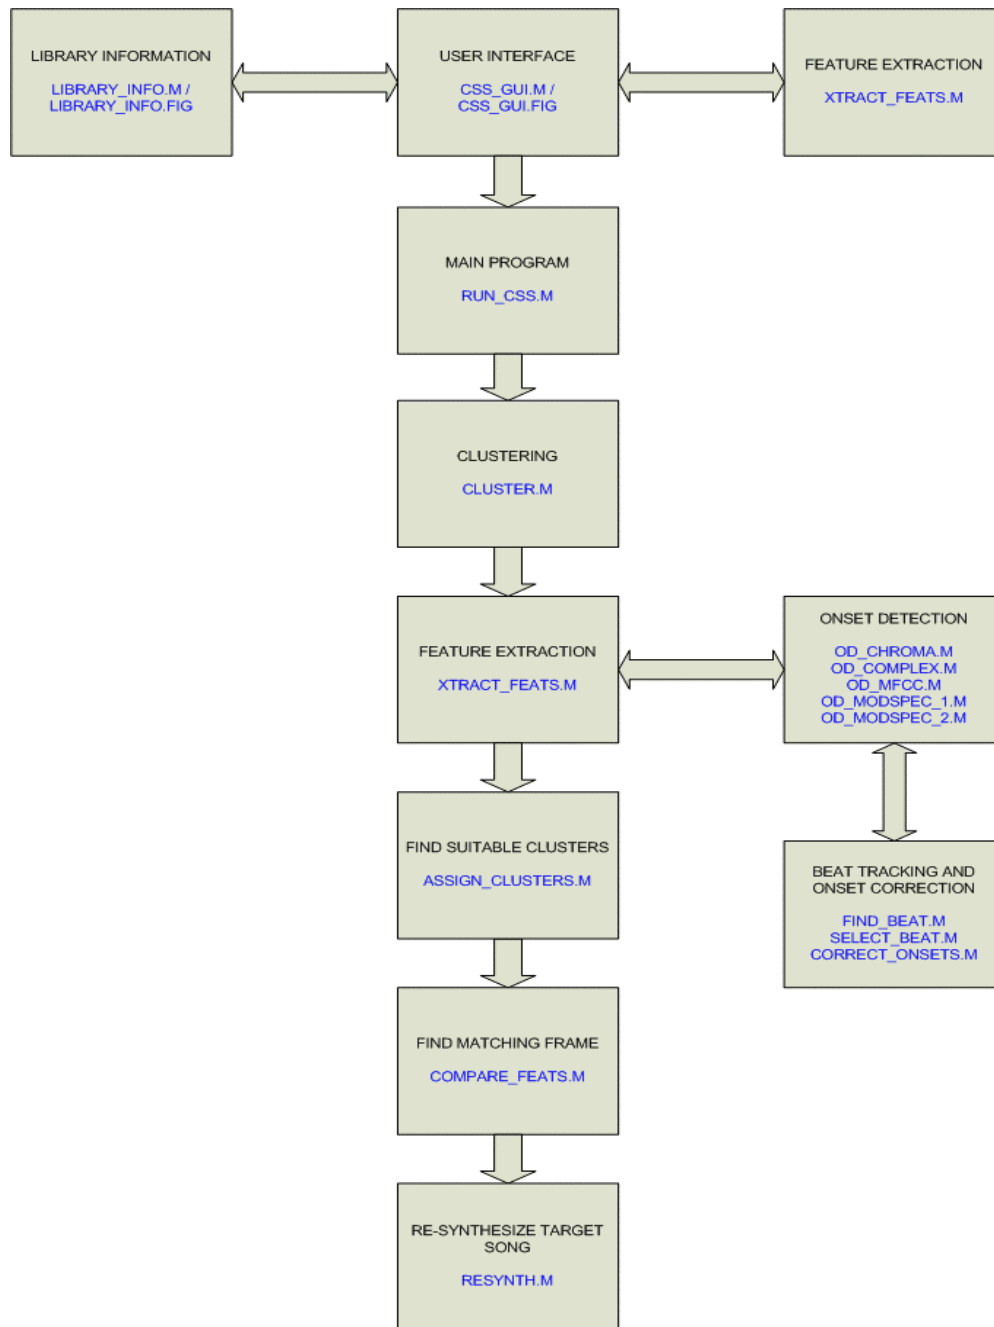 LIBRARY INFORMATION
LIBRARY_INFO.M /
LIBRARY_INFO.FIG
USER INTERFACE
CSS_GUI.M /
CSS_GUI.FIG
FEATURE EXTRACTION
XTRACT_FEATS.M
MAIN PROGRAM
RUN_CSS.M
CLUSTERING
CLUSTER.M
FEATURE EXTRACTION
XTRACT_FEATS.M
ONSET DETECTION
OD_CHROMA.M
OD_COMPLEX.M
OD_MFCC.M
OD_MODSPEC_1.M
OD_MODSPEC_2.M
FIND SUITABLE CLUSTERS
ASSIGN_CLUSTERS.M
BEAT TRACKING AND
ONSET CORRECTION
FIND_BEAT.M
SELECT_BEAT.M
CORRECT_ONSETS.M
FIND MATCHING FRAME
COMPARE_FEATS.M
RE-SYNTHESIZE TARGET
SONG
RESYNTH.M